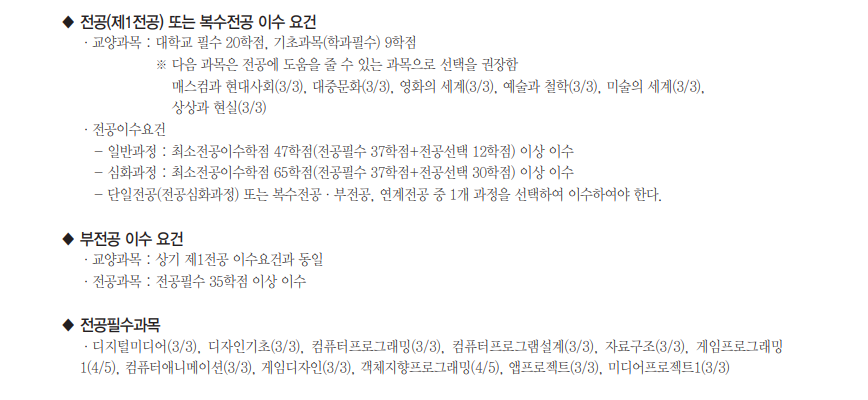 ◆ 전공(제1전공) 또는 복수전공 이수 요건
· 교양과목 : 대학교 필수 20학점, 기초과목(학과필수) 9학점
※ 다음 과목은 전공에 도움을 줄 수 있는 과목으로 선택을 권장함
매스컴과 현대사회(3/3), 대중문화(3/3), 영화의 세계(3/3), 예술과 철학(3/3), 미술의 세계(3/3),
상상과 현실(3/3)
· 전공이수요건
- 일반과정 : 최소전공이수학점 47학점(전공필수 37학점+전공선택 12학점) 이상 이수
- 심화과정 : 최소전공이수학점 65학점(전공필수 37학점+전공선택 30학점) 이상 이수
- 단일전공(전공심화과정) 또는 복수전공 · 부전공, 연계전공 중 1개 과정을 선택하여 이수하여야 한다.
◆ 부전공 이수 요건
· 교양과목 : 상기 제1전공 이수요건과 동일
· 전공과목 : 전공필수 35학점 이상 이수
◆ 전공필수과목
· 디지털미디어(3/3), 디자인기초(3/3), 컴퓨터프로그래밍(3/3), 컴퓨터프로그램설계(3/3), 자료구조(3/3), 게임프로그래밍
1(4/5), 컴퓨터애니메이션(3/3), 게임디자인(3/3), 객체지향프로그래밍(4/5), 앱프로젝트(3/3), 미디어프로젝트1(3/3)